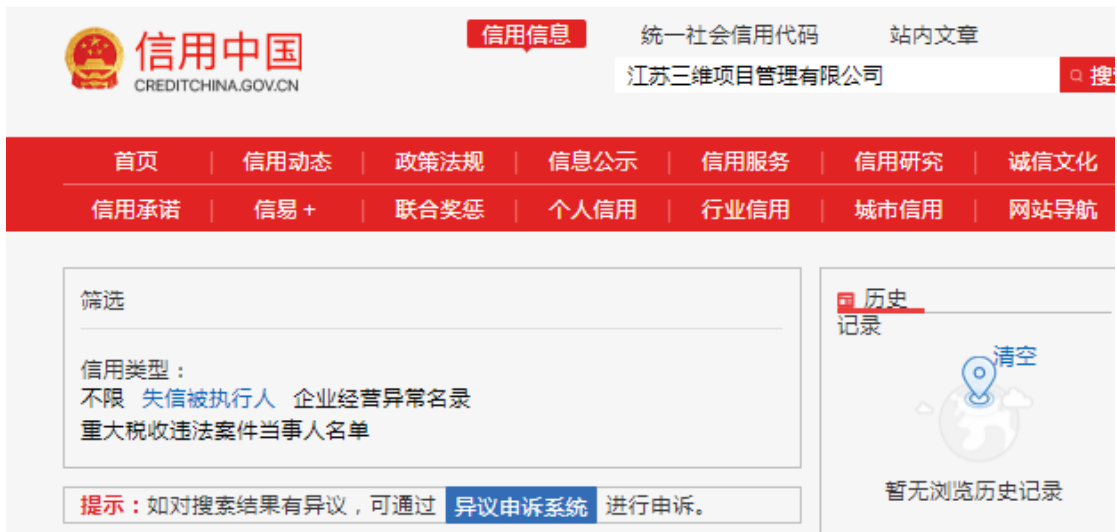 信用信息 统一社会信用代码 站内文章
信用中国
CREDITCHINA.GOV.CN
江苏三维项目管理有限公司
首页 信用动态 政策法规 信息公示 信用服务 信用研究 诚信文化
信用承诺 信易+ 联合奖惩 个人信用 行业信用 城市信用 网站导航
筛选
信用类型：
不限 失信被执行人 企业经营异常名录
重大税收违法案件当事人名单
提示：如对搜索结果有异议，可通过 异议申诉系统 进行申诉。
历史
记录
清空
暂无浏览历史记录